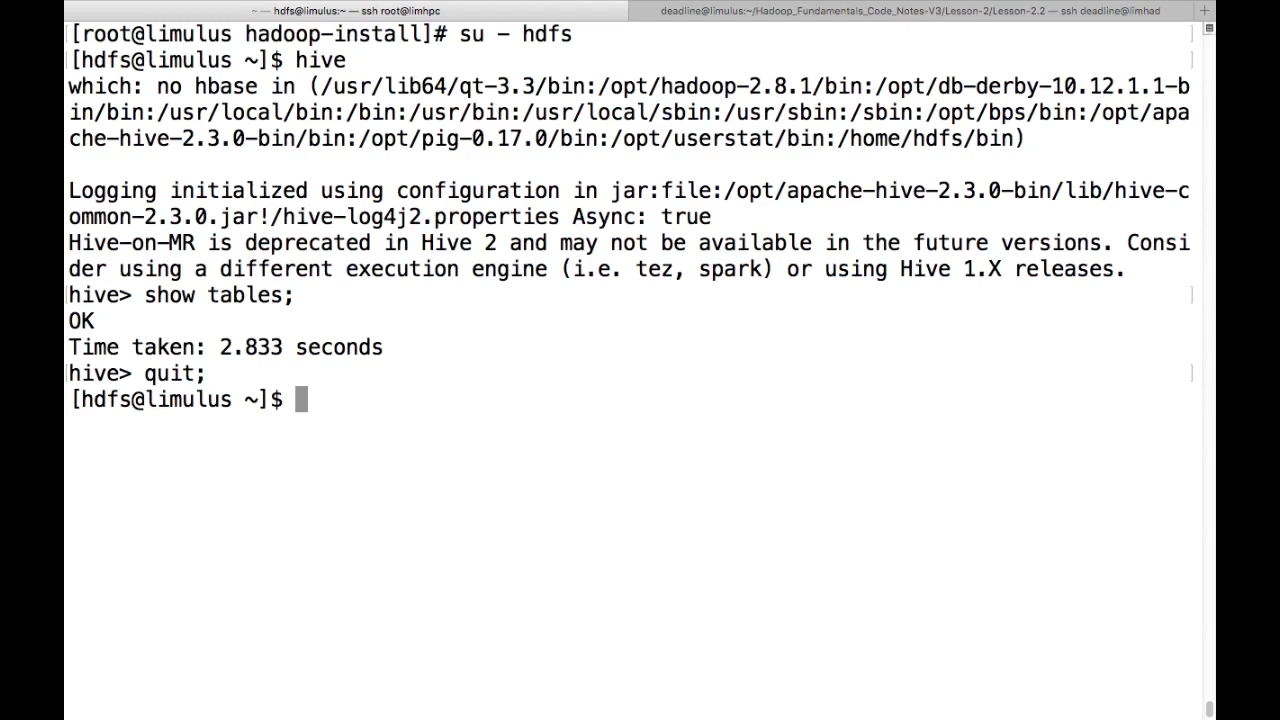 ~ — hdfs@limulus:~ — ssh root@limhpc
deadline@limulus:~/Hadoop_Fundamentals_Code_Notes-V3/Lesson-2/Lesson-2.2 — ssh deadline@limhad
[root@limulus hadoop-install]# su - hdfs
[hdfs@limulus ~]$ hive
which: no hbase in (/usr/lib64/qt-3.3/bin:/opt/hadoop-2.8.1/bin:/opt/db-derby-10.12.1.1-b
in/bin:/usr/local/bin:/bin:/usr/bin:/usr/local/sbin:/usr/sbin:/sbin:/opt/bps/bin:/opt/apa
che-hive-2.3.0-bin/bin:/opt/pig-0.17.0/bin:/opt/userstat/bin:/home/hdfs/bin)
Logging initialized using configuration in jar:file:/opt/apache-hive-2.3.0-bin/lib/hive-c
ommon-2.3.0.jar!/hive-log4j2.properties Async: true
Hive-on-MR is deprecated in Hive 2 and may not be available in the future versions. Consi
der using a different execution engine (i.e. tez, spark) or using Hive 1.X releases.
hive> show tables;
OK
Time taken: 2.833 seconds
hive> quit;
[hdfs@limulus ~]$